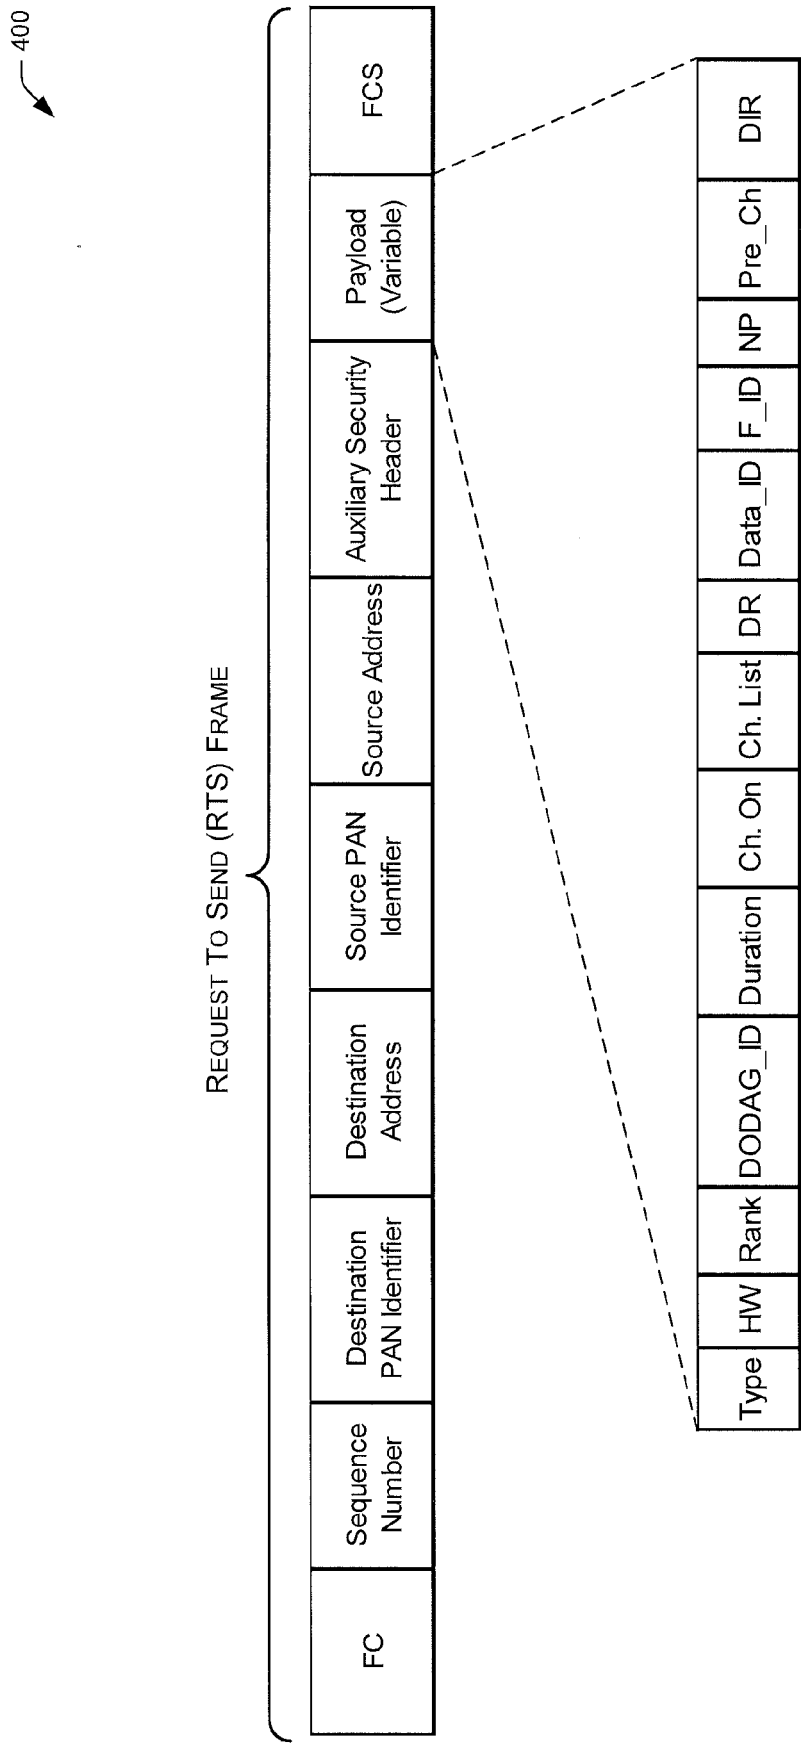 400
REQUEST TO SEND (RTS) FRAME
FC
Sequence
Number
Destination
PAN Identifier
Destination
Address
Source PAN
Identifier
Source Address
Auxiliary Security
Header
Payload
(Variable)
FCS
Type
HW
Rank
DODAG_ID
Duration
Ch. On
Ch. List
DR
Data_ID
F_ID
NP
Pre_Ch
DIR